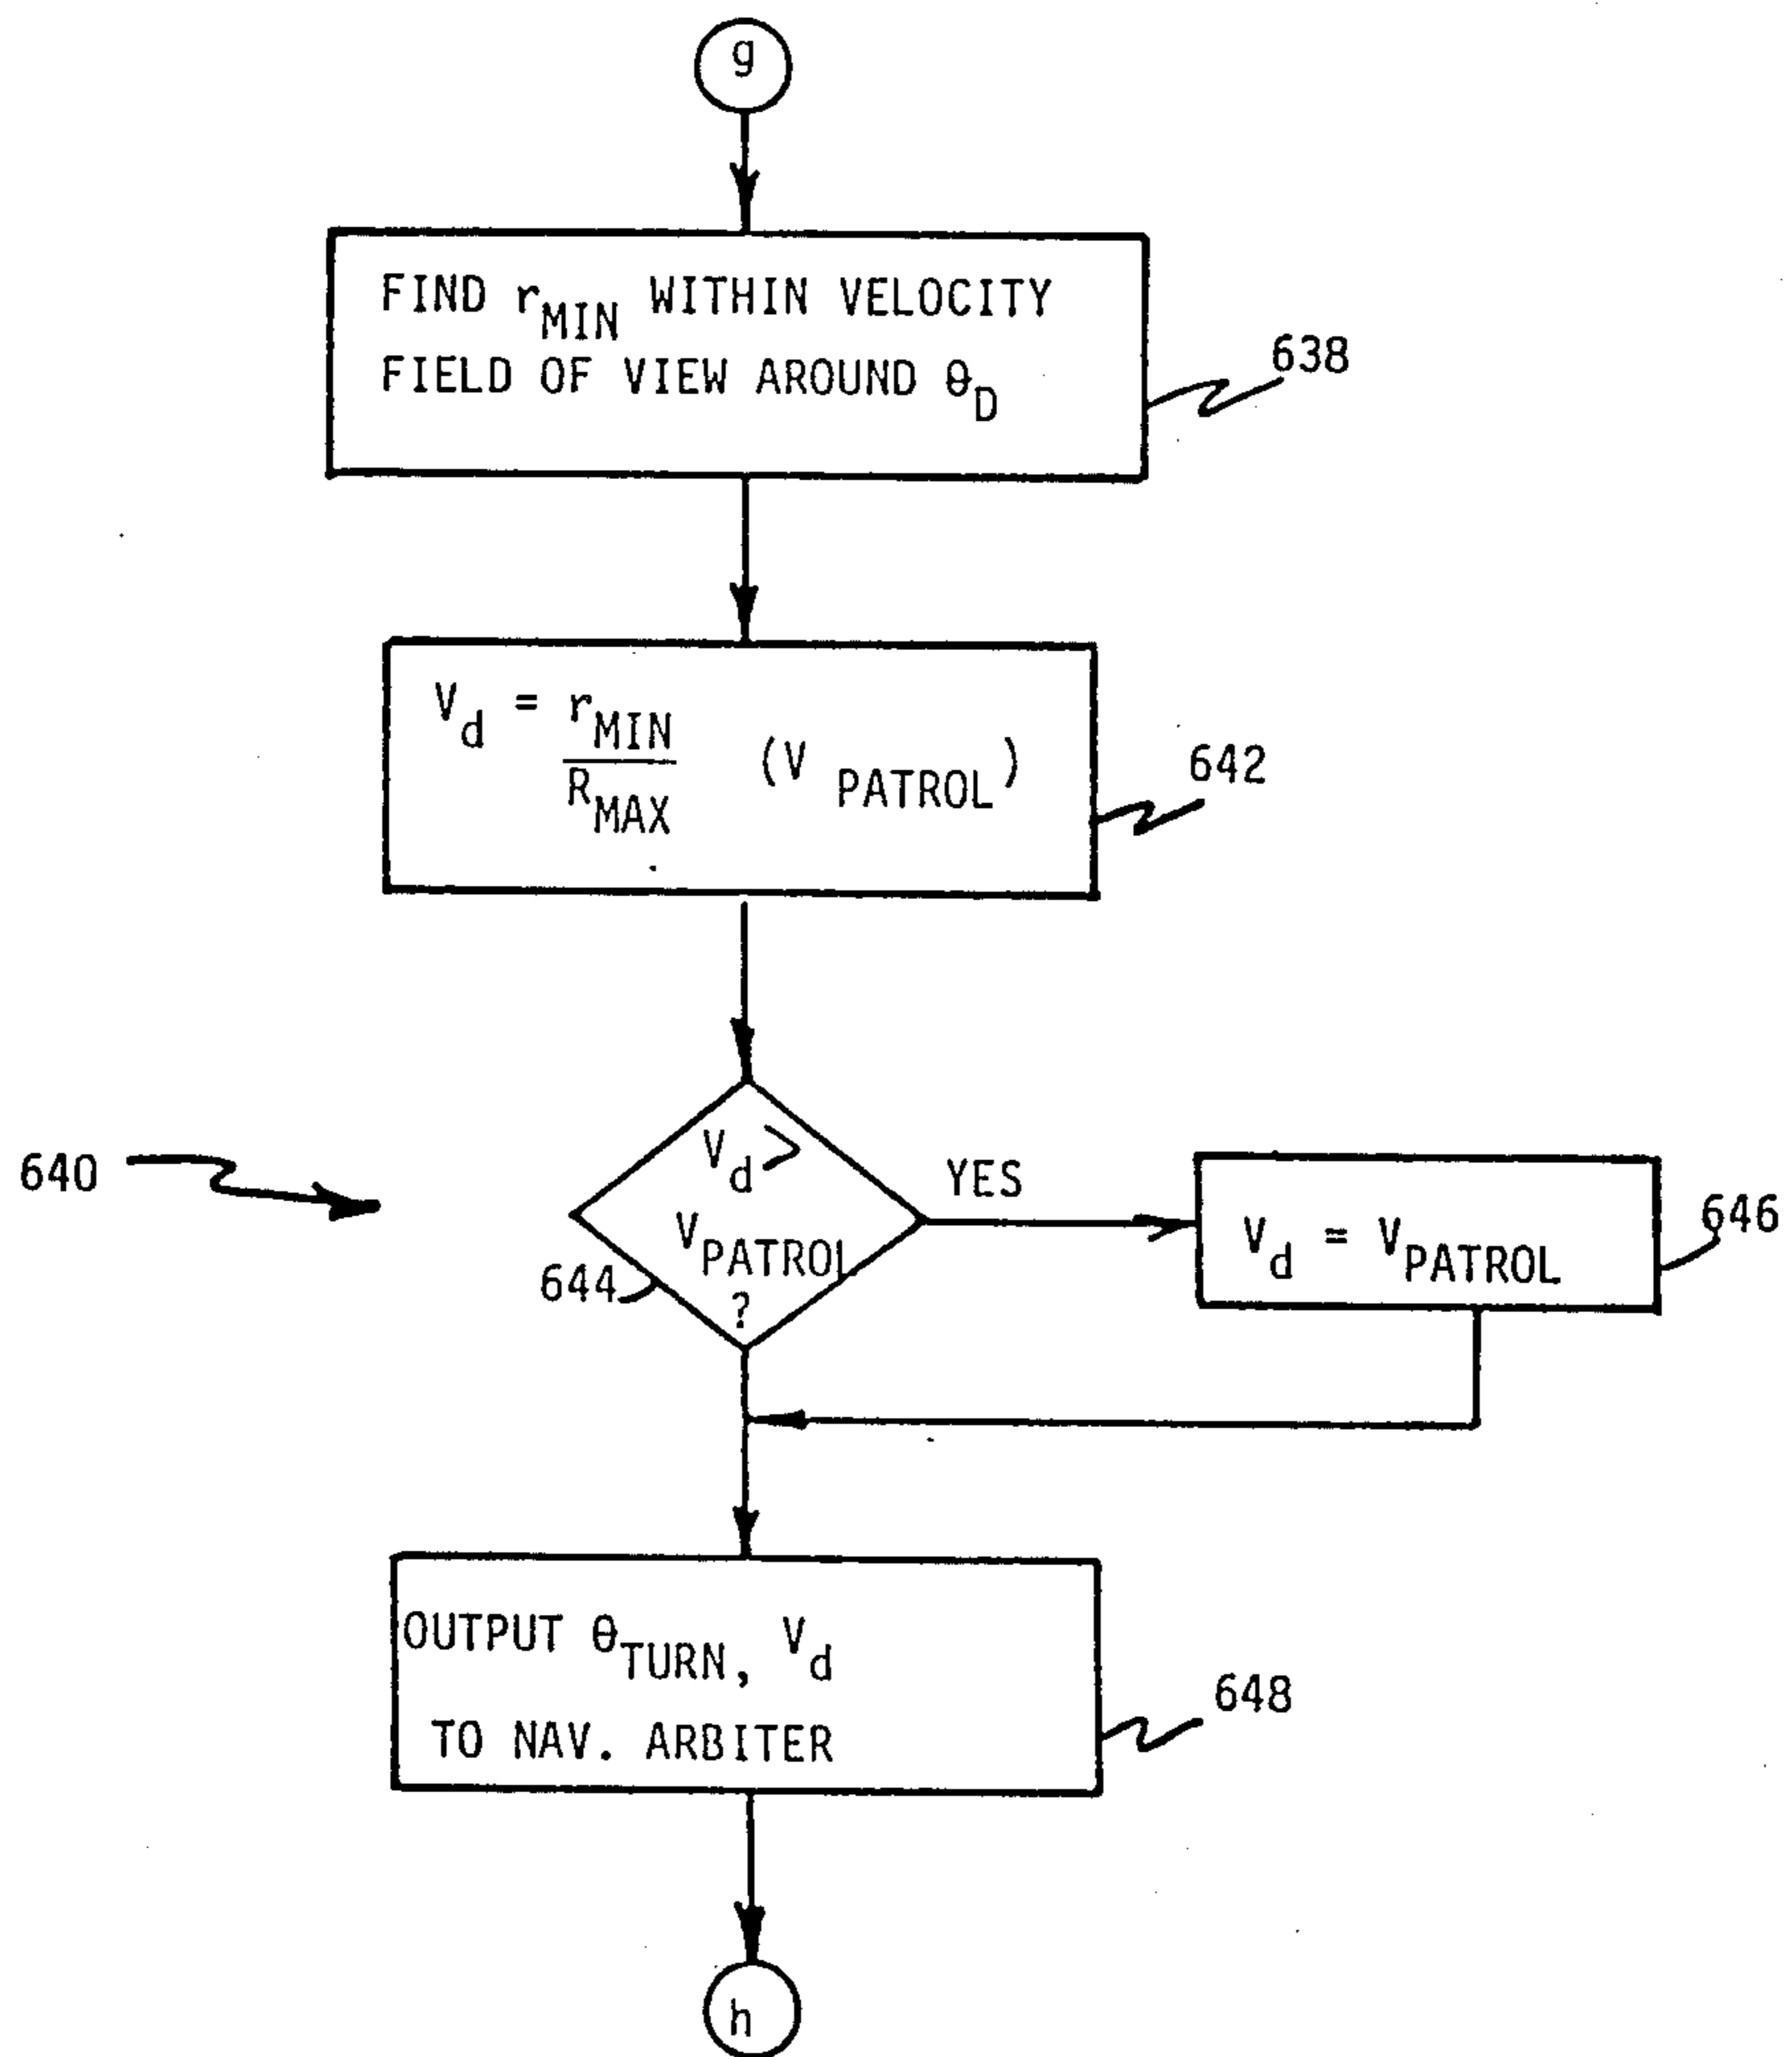 g
FIND rMIN WITHIN VELOCITY
FIELD OF VIEW AROUND θD
638
Vd = rMIN
RMAX (V PATROL)
642
640
Vd >
VPATROL
?
644
YES
Vd = VPATROL
646
OUTPUT θTURN, Vd
TO NAV. ARBITER
648
h